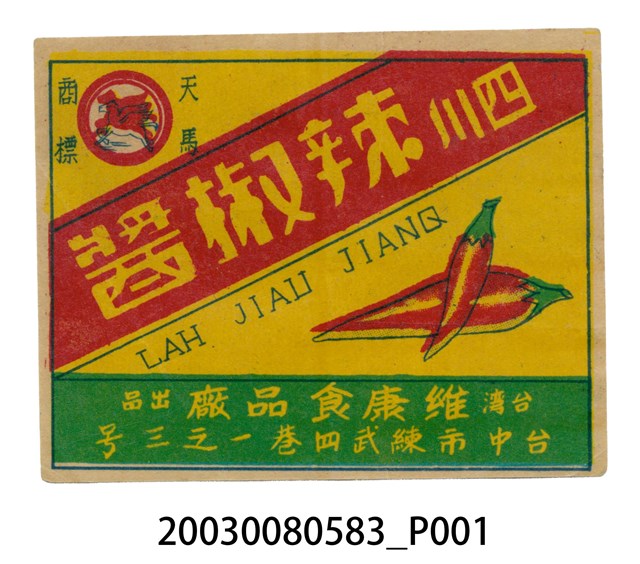 天馬
商標
四川辣椒醬
LAH JIAU JIANQ
台湾維康食品廠出品
台中市練武四巷一之三号
20030080583_P001